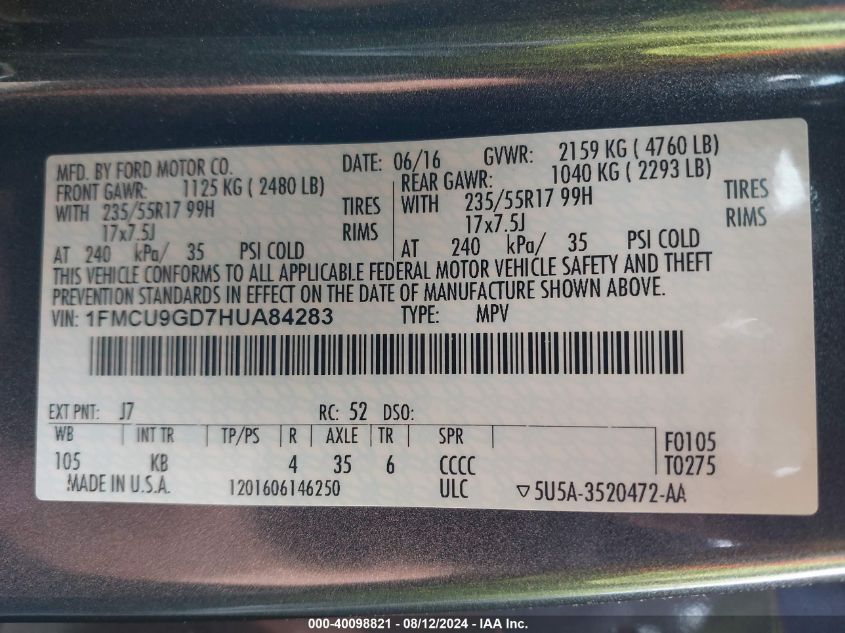 MFD. BY FORD MOTOR CO. DATE: 06/16 GVWR: 2159 KG ( 4760 LB)
FRONT GAWR: 1125 KG ( 2480 LB) REAR GAWR: 1040 KG ( 2293 LB)
WITH 235/55R17 99H TIRES WITH 235/55R17 99H TIRES
17x7.5J RIMS 17x7.5J RIMS
AT 240 kPa/ 35 PSI COLD AT 240 kPa/ 35 PSI COLD
THIS VEHICLE CONFORMS TO ALL APPLICABLE FEDERAL MOTOR VEHICLE SAFETY AND THEFT
PREVENTION STANDARDS IN EFFECT ON THE DATE OF MANUFACTURE SHOWN ABOVE.
VIN: 1FMCU9GD7HUA84283 TYPE: MPV
EXT PNT: J7 RC: 52 DSO:
WB INT TR TP/PS R AXLE TR SPR F0105
105 KB 4 35 6 CCCC T0275
MADE IN U.S.A. 1201606146250 ULC ▽5U5A-3520472-AA
000-40098821 - 08/12/2024 - IAA Inc.